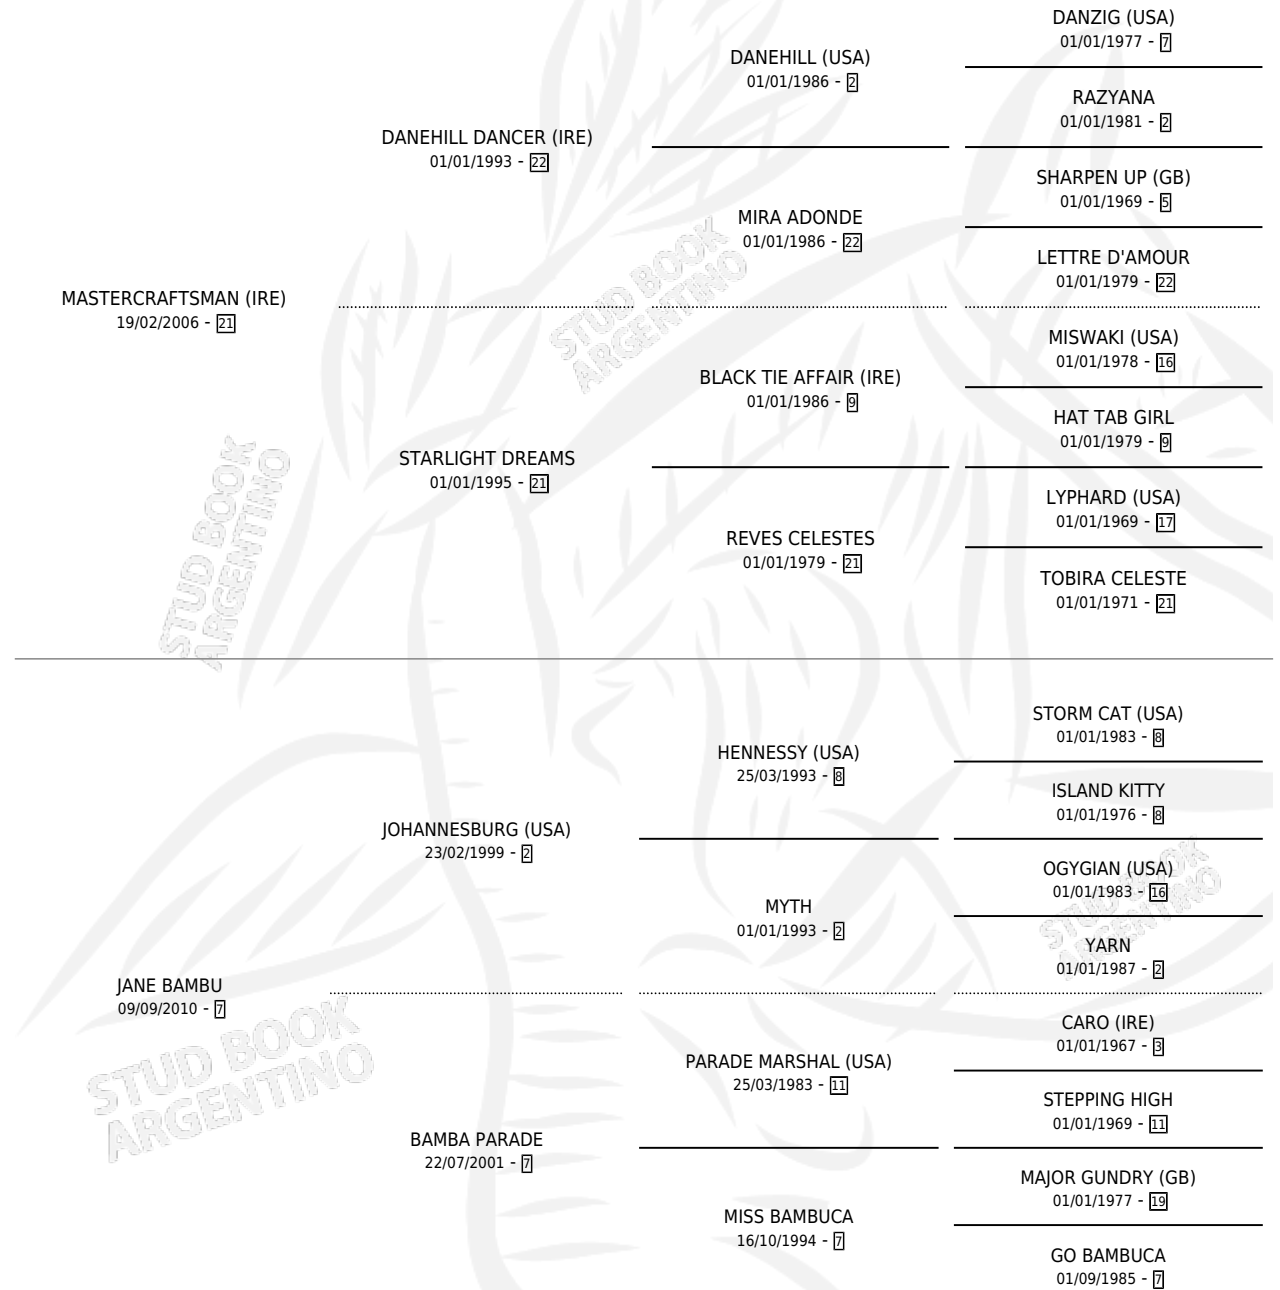 DANZIG (USA)
01/01/1977 - 7
DANEHILL (USA)
01/01/1986 - 2
RAZYANA
01/01/1981 - 2
DANEHILL DANCER (IRE)
01/01/1993 - 22
SHARPEN UP (GB)
01/01/1969 - 5
MIRA ADONDE
01/01/1986 - 22
LETTRE D'AMOUR
01/01/1979 - 22
MASTERCRAFTSMAN (IRE)
19/02/2006 - 21
STUD BOOK
ARGENTINO
MISWAKI (USA)
01/01/1978 - 16
BLACK TIE AFFAIR (IRE)
01/01/1986 - 9
HAT TAB GIRL
01/01/1979 - 9
STARLIGHT DREAMS
01/01/1995 - 21
LYPHARD (USA)
01/01/1969 - 17
REVES CELESTES
01/01/1979 - 21
TOBIRA CELESTE
01/01/1971 - 21
STUD BOOK
ARGENTINO
STORM CAT (USA)
01/01/1983 - 8
HENNESSY (USA)
25/03/1993 - 8
ISLAND KITTY
01/01/1976 - 8
JOHANNESBURG (USA)
23/02/1999 - 2
OGYGIAN (USA)
01/01/1983 - 16
MYTH
01/01/1993 - 2
STUD BOOK
ARGENTINO
YARN
01/01/1987 - 2
JANE BAMBU
09/09/2010 - 7
STUD BOOK
ARGENTINO
CARO (IRE)
01/01/1967 - 3
PARADE MARSHAL (USA)
25/03/1983 - 11
STEPPING HIGH
01/01/1969 - 11
BAMBA PARADE
22/07/2001 - 7
MAJOR GUNDRY (GB)
01/01/1977 - 19
MISS BAMBUCA
16/10/1994 - 7
GO BAMBUCA
01/09/1985 - 7